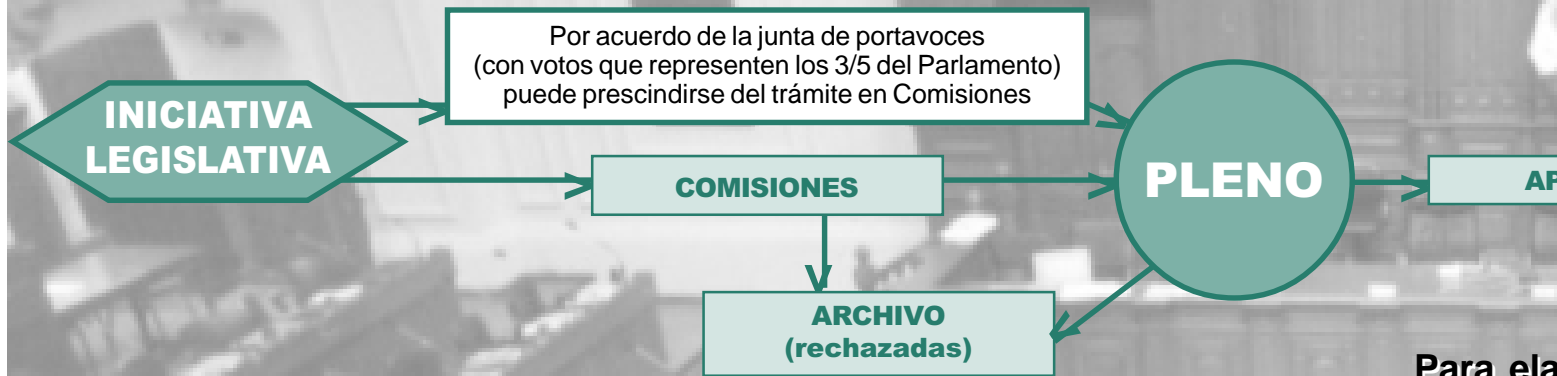 Por acuerdo de la junta de portavoces
(con votos que representen los 3/5 del Parlamento)
puede prescindirse del trámite en Comisiones
INICIATIVA
LEGISLATIVA
COMISIONES
PLENO
ARCHIVO
(rechazadas)
Para